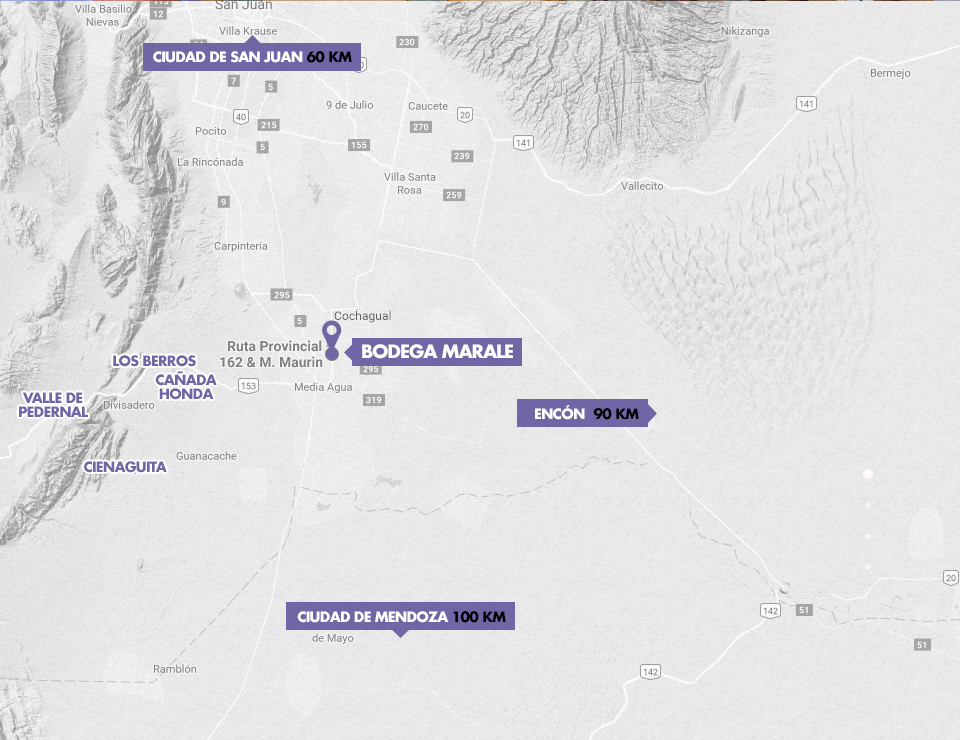 San Juan
Villa Basilio
Nievas
12
Villa Krause
230
Nikizanga
CIUDAD DE SAN JUAN 60 KM
Bermejo
7
5
9 de Julio
Caucete
20
141
40
215
270
Pocito
141
5
155
239
La Rincónada
Villa Santa
Rosa
259
Vallecito
9
Carpintería
295
5
Cochagual
Ruta Provincial
162 & M. Maurin
BODEGA MARALE
LOS BERROS
295
CAÑADA
HONDA
153
Media Agua
319
VALLE DE
PEDERNAL
Divisadero
ENCÓN 90 KM
Guanacache
CIENAGUITA
20
142
51
CIUDAD DE MENDOZA 100 KM
de Mayo
51
Ramblón
142